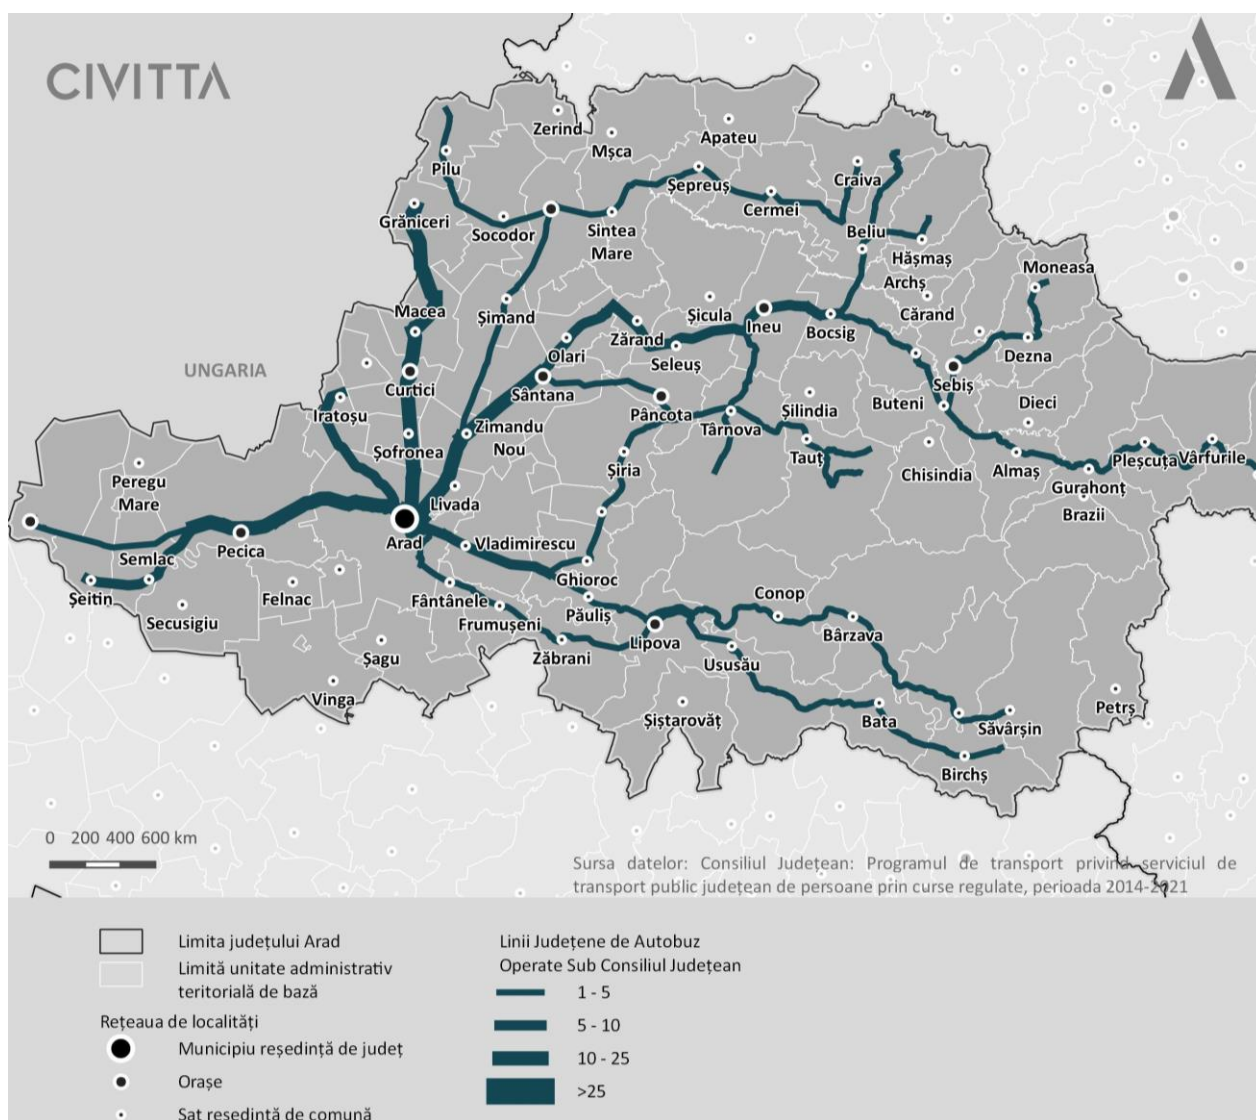 CIVITTA
Zerind
Mșca
Apateu
Pilu
Șepreuș
Craiva
Cermei
Grăniceri
Socodor
Sintea
Mare
Beliu
Hășmaș
Archș
Moneasa
Macea
Șimand
Șicula
Ineu
Cărand
Bocsig
Zărand
Olari
Seleuș
Dezna
UNGARIA
Curtici
Sântana
Sebiș
Iratoșu
Pâncota
Șilindia
Buteni
Dieci
Târnova
Zimandu
Nou
Șofronea
Șiria
Tauț
Chisindia
Almaș
Pleșcuța
Vârfurile
Gurahonț
Brazii
Peregu
Mare
Livada
Arad
Vladimirescu
Pecica
Semlac
Ghioroc
Șeitin
Felnac
Fântânele
Păuliș
Conop
Secusigiu
Frumușeni
Bârzava
Șagu
Zăbrani
Lipova
Ususău
Vinga
Șiștarovăț
Bata
Săvârșin
Petrș
Birchș
0 200 400 600 km
Sursa datelor: Consiliul Județean: Programul de transport privind serviciul de
transport public județean de persoane prin curse regulate, perioada 2014-2021
Limita județului Arad
Limită unitate administrativ
teritorială de bază
Rețeaua de localități
Municipiu reședință de județ
Orașe
Sat reședință de comună
Linii Județene de Autobuz
Operate Sub Consiliul Județean
1 - 5
5 - 10
10 - 25
>25